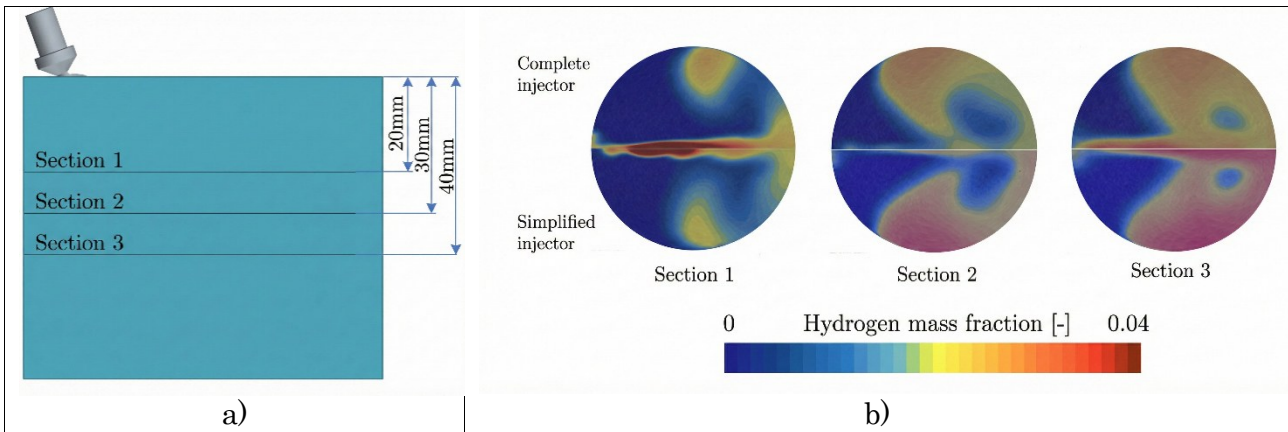 20mm
30mm
40mm
Section 1
Section 2
Section 3
a)
Complete
injector
Simplified
injector
Section 1
Section 2
Section 3
0 Hydrogen mass fraction [-] 0.04
b)